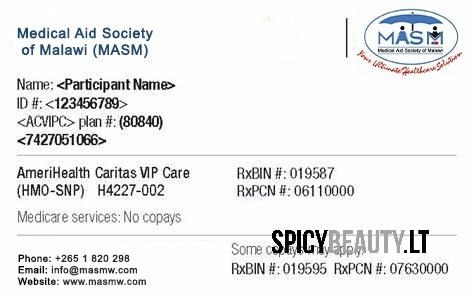 Medical Aid Society
of Malawi (MASM)
MASM
Medical Aid Society of Malawi
Your Ultimate Healthcare Solution
Name: <Participant Name>
ID #: <123456789>
<ACVIPC> plan #: (80840)
<7427051066>
AmeriHealth Caritas VIP Care
(HMO-SNP) H4227-002
RxBIN #: 019587
RxPCN #: 06110000
Medicare services: No copays
Some copays may apply:
RxBIN #: 019595 RxPCN #: 07630000
SPICYBEAUTY.LT
Phone: +265 1 820 298
Email: info@masmw.com
Website: www.masmw.com